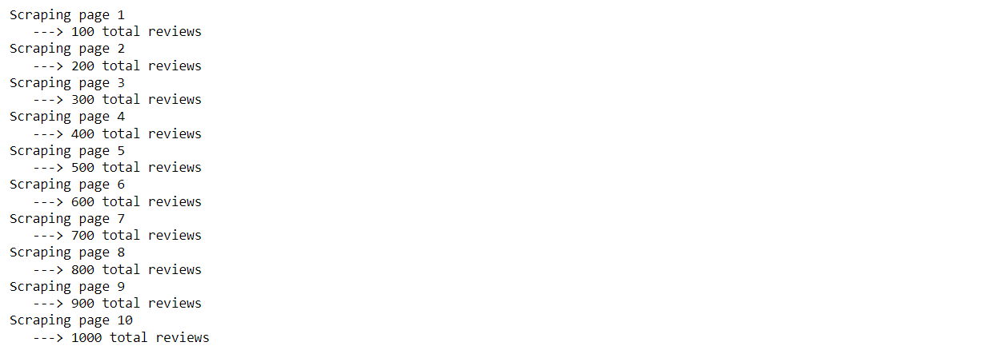 Scraping page 1
   ---> 100 total reviews
Scraping page 2
   ---> 200 total reviews
Scraping page 3
   ---> 300 total reviews
Scraping page 4
   ---> 400 total reviews
Scraping page 5
   ---> 500 total reviews
Scraping page 6
   ---> 600 total reviews
Scraping page 7
   ---> 700 total reviews
Scraping page 8
   ---> 800 total reviews
Scraping page 9
   ---> 900 total reviews
Scraping page 10
   ---> 1000 total reviews